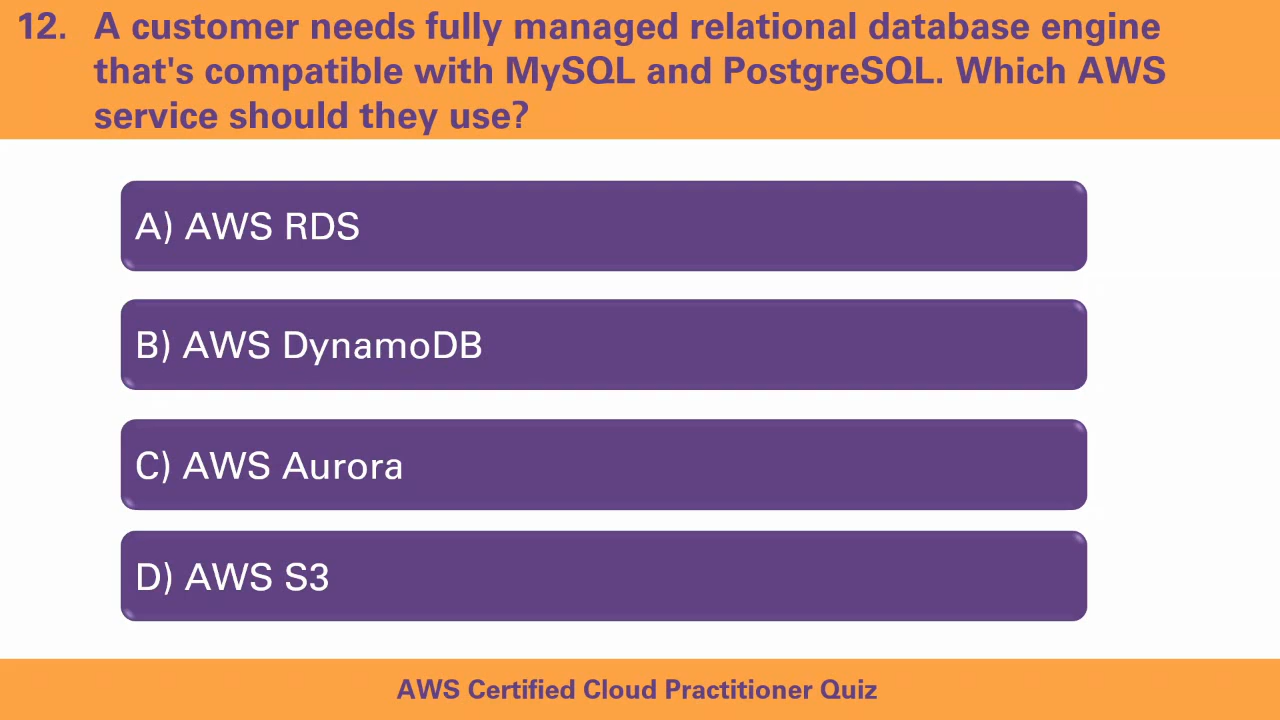 12. A customer needs fully managed relational database engine
that's compatible with MySQL and PostgreSQL. Which AWS
service should they use?
A) AWS RDS
B) AWS DynamoDB
C) AWS Aurora
D) AWS S3
AWS Certified Cloud Practitioner Quiz